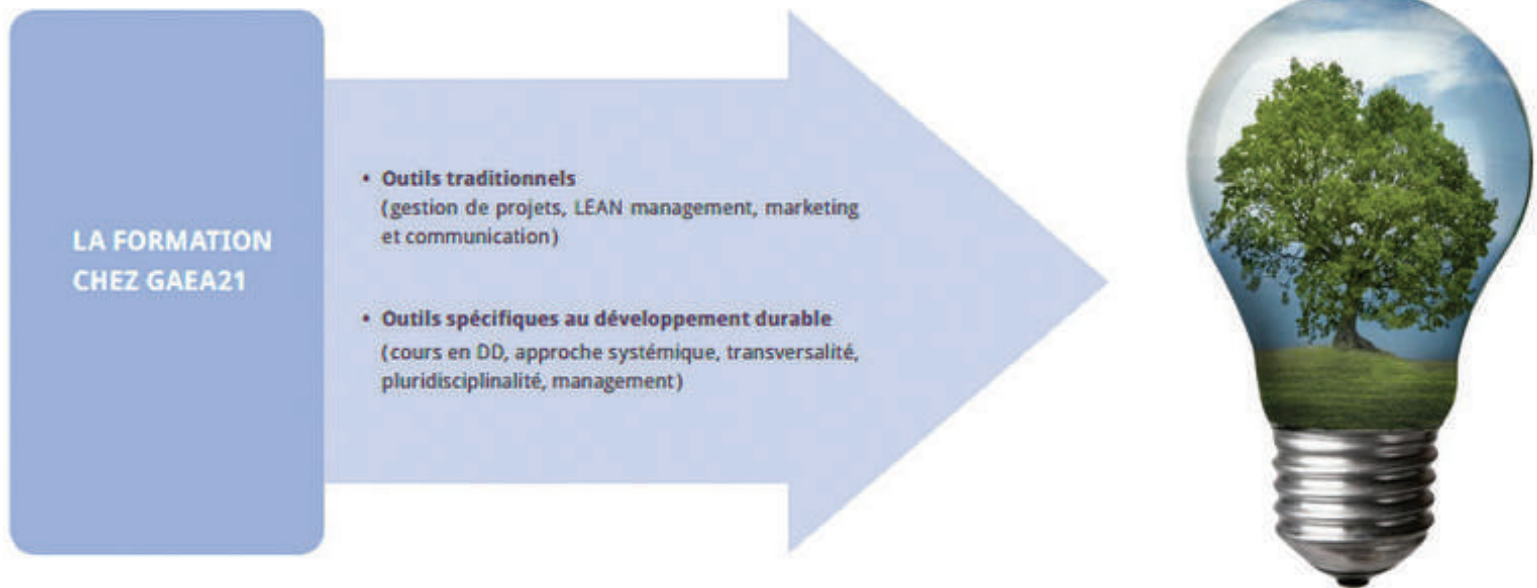 LA FORMATION
CHEZ GAEA21
• Outils traditionnels
(gestion de projets, LEAN management, marketing
et communication)
• Outils spécifiques au développement durable
(cours en DD, approche systémique, transversalité,
pluridisciplinalité, management)